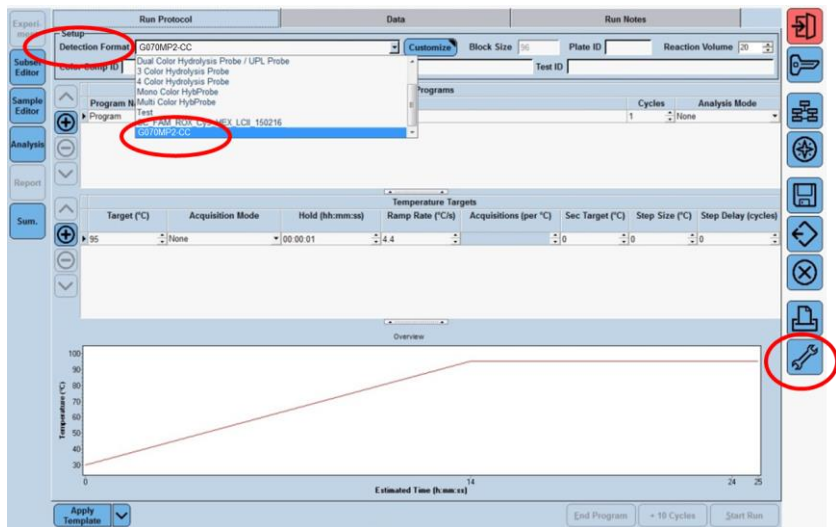 Experi-
ment
Subset
Editor
Sample
Editor
Analysis
Report
Sum.
Run Protocol
Data
Run Notes
Setup
Detection Format G070MP2-CC
Customize
Block Size 96
Plate ID
Reaction Volume 20
Color Comp ID
Test ID
Dual Color Hydrolysis Probe / UPL Probe
3 Color Hydrolysis Probe
4 Color Hydrolysis Probe
Mono Color HybProbe
Multi Color HybProbe
Test
G070MP2-CC
Programs
Cycles
Analysis Mode
Program
1
None
Temperature Targets
Target (°C)
Acquisition Mode
Hold (hh:mm:ss)
Ramp Rate (°C/s)
Acquisitions (per °C)
Sec Target (°C)
Step Size (°C)
Step Delay (cycles)
95
None
00:00:01
4.4
0
0
0
Overview
Temperature (°C)
100
90
80
70
60
50
40
30
0
14
24
25
Estimated Time (h:mm:ss)
Apply
Template
End Program
+ 10 Cycles
Start Run